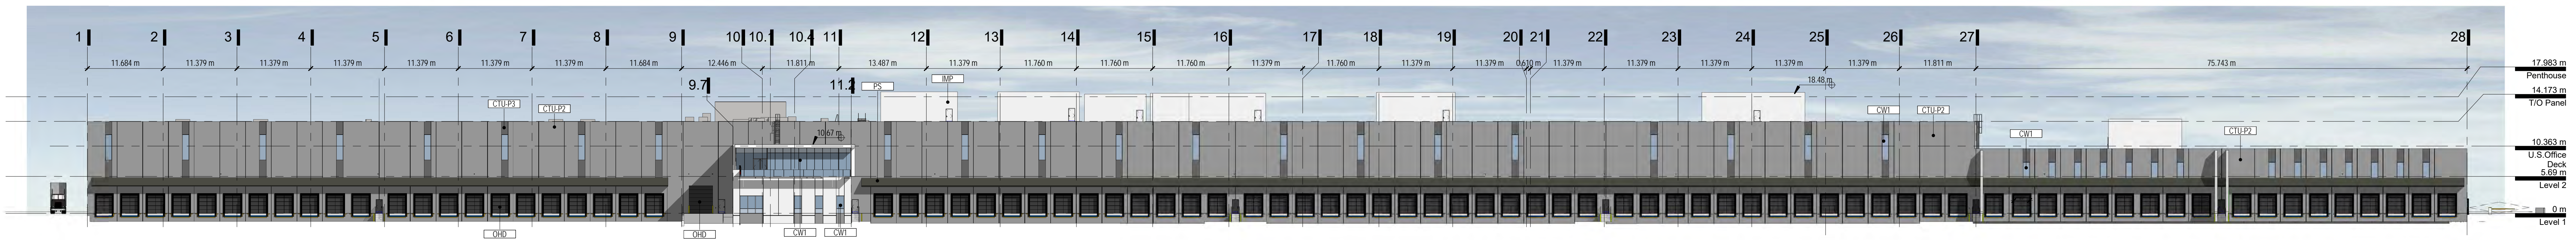 1 2 3 4 5 6 7 8 9 10 10.1 10.4 11 12 13 14 15 16 17 18 19 20 21 22 23 24 25 26 27 28
11.684 m 11.379 m 11.379 m 11.379 m 11.379 m 11.379 m 11.379 m 11.684 m 12.446 m 11.811 m 13.487 m 11.379 m 11.760 m 11.760 m 11.760 m 11.379 m 11.760 m 11.379 m 11.379 m 11.379 m 0.610 m 11.379 m 11.379 m 11.379 m 11.379 m 11.379 m 11.811 m 75.743 m
17.983 m
Penthouse
9.7 11.2 PS IMP 18.48 m
14.173 m
T/O Panel
CTU-P3 CTU-P2 CW1 CTU-P2
10.67 m CW1 CTU-P2
10.363 m
U.S.Office
Deck
5.69 m
Level 2
0 m
Level 1
OHD OHD CW1 CW1